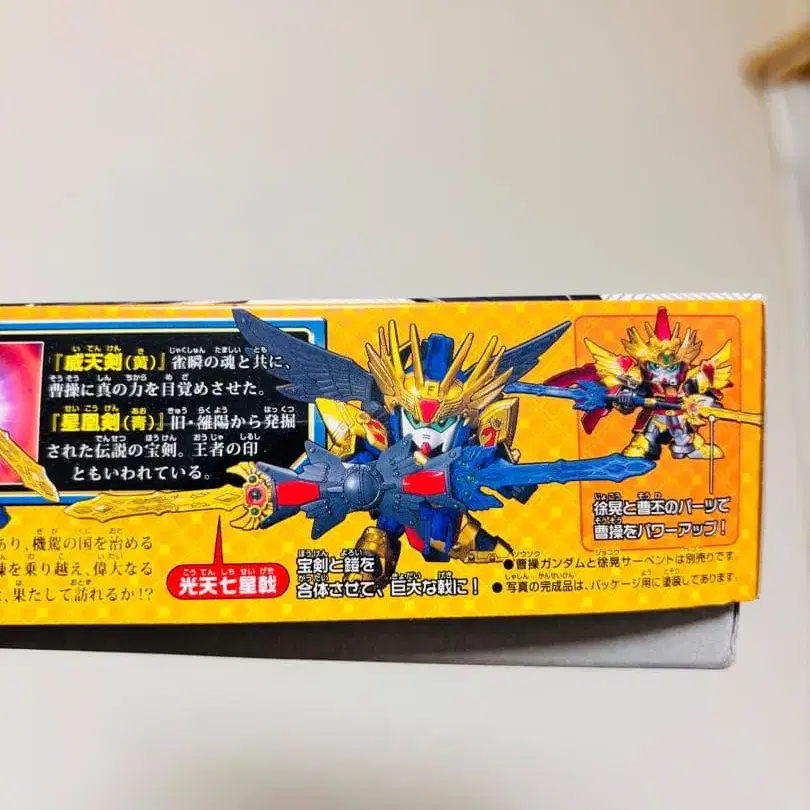 『威天剣(黄)』雀瞬の魂と共に、
曹操に真の力を目覚めさせた。
『星凰剣(青)』旧・雒陽から発掘
された伝説の宝剣。王者の印
ともいわれている。
あり、機駕の国を治める
を乗り越え、偉大なる
、果たして訪れるか!?
光天七星戟
宝剣と鎧を
合体させて、巨大な戟に!
徐晃と曹丕のパーツで
曹操をパワーアップ!
●曹操ガンダムと徐晃サーペントは別売りです。
●写真の完成品は、パッケージ用に塗装してあります。